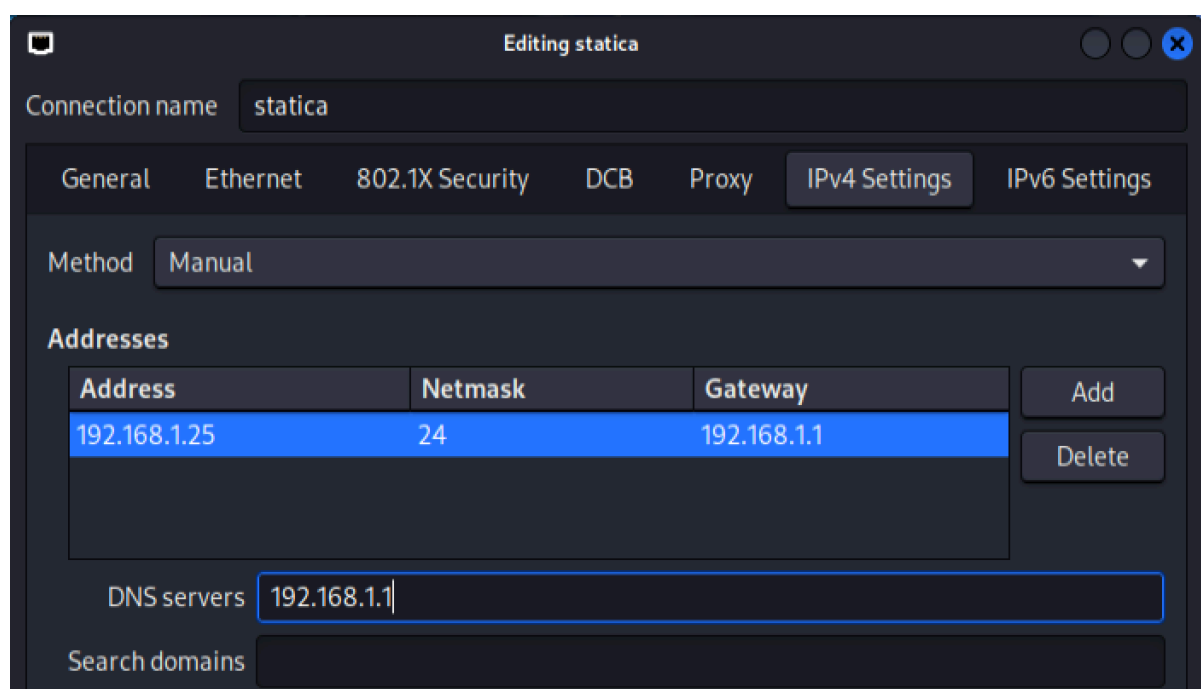 Editing statica
Connection name statica
General Ethernet 802.1X Security DCB Proxy IPv4 Settings IPv6 Settings
Method Manual
Addresses
Address Netmask Gateway Add
192.168.1.25 24 192.168.1.1
Delete
DNS servers 192.168.1.1
Search domains